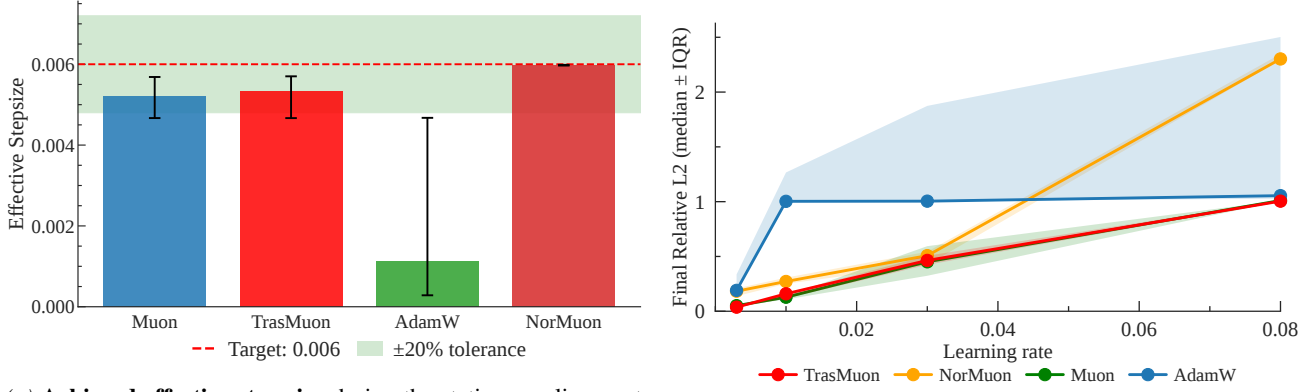 Effective Stepsize
0.006
0.004
0.002
0.000
Muon TrasMuon AdamW NorMuon
Target: 0.006 ±20% tolerance
Final Relative L2 (median ± IQR)
2
1
0
0.02 0.04 0.06 0.08
Learning rate
TrasMuon NorMuon Muon AdamW